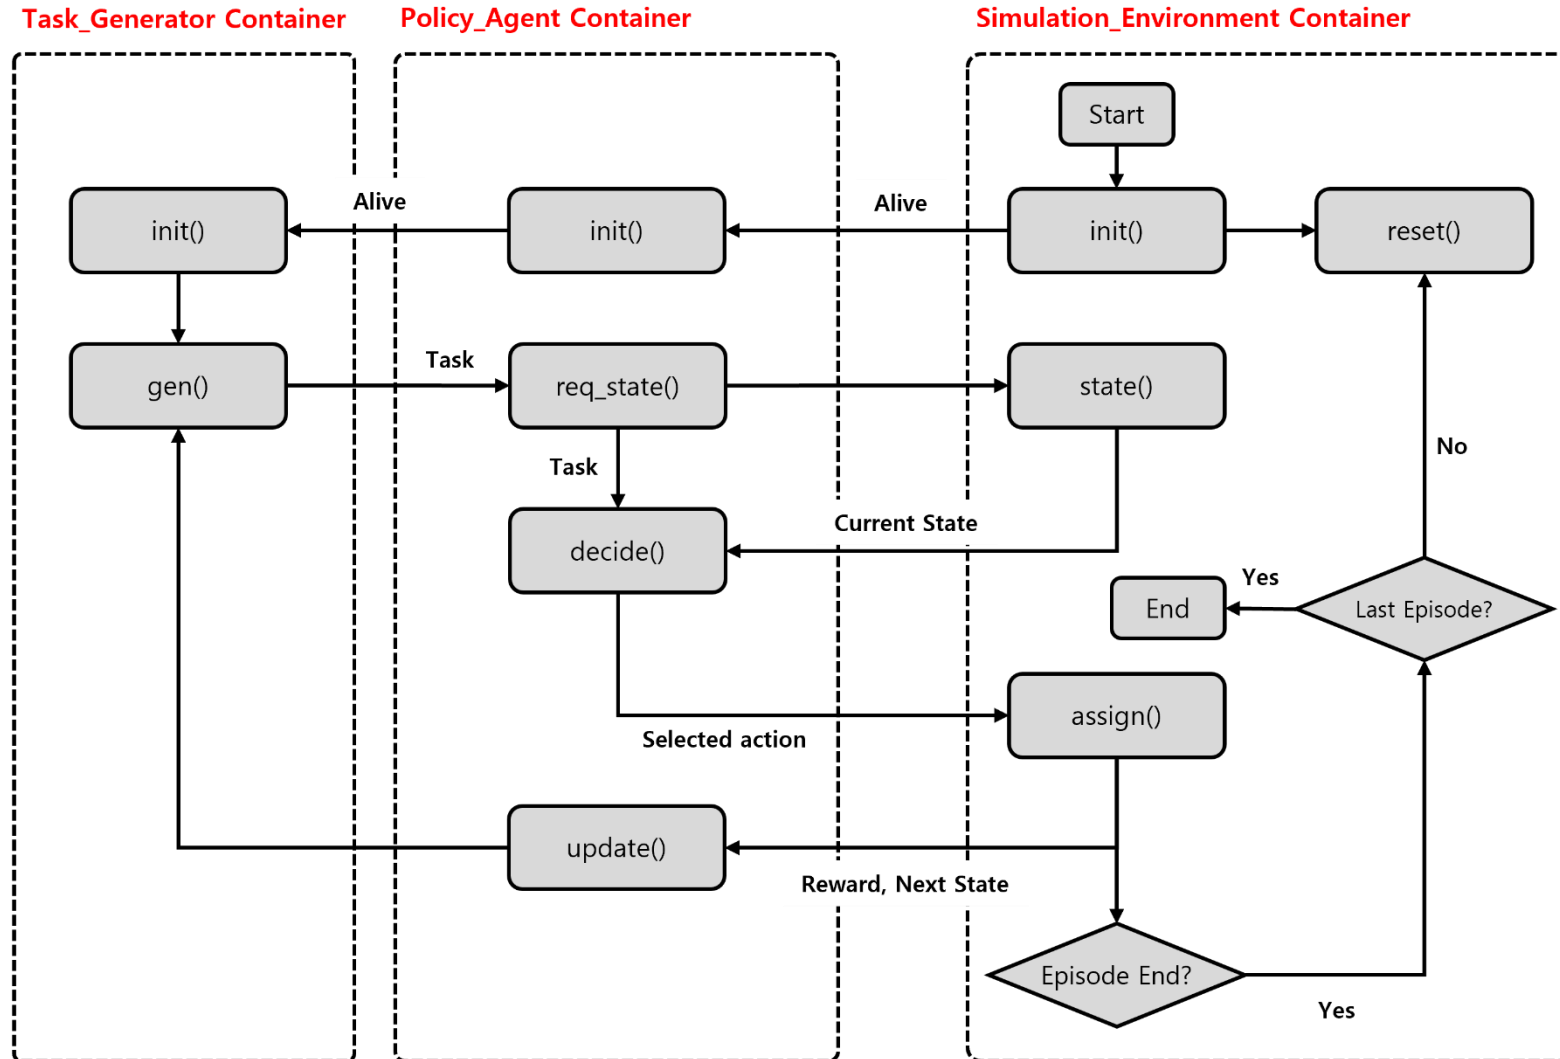 Task_Generator Container
Policy_Agent Container
Simulation_Environment Container
Start
Alive
Alive
init()
init()
init()
reset()
Task
gen()
req_state()
state()
Task
No
Current State
decide()
Yes
End
Last Episode?
assign()
Selected action
update()
Reward, Next State
Episode End?
Yes